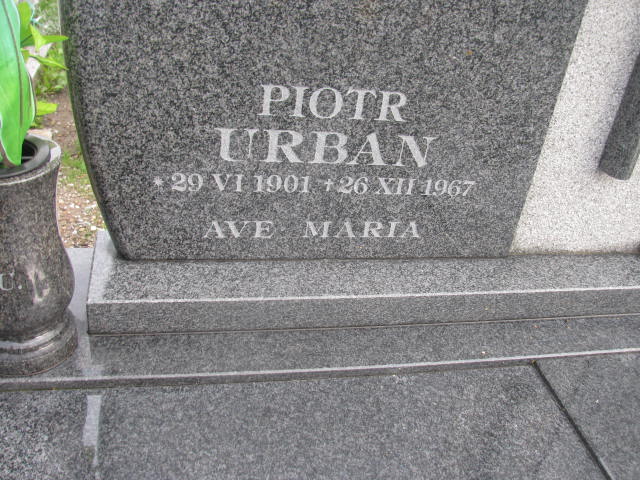 PIOTR
URBAN
* 29 VI 1901 + 26 XII 1967
AVE MARIA
U.